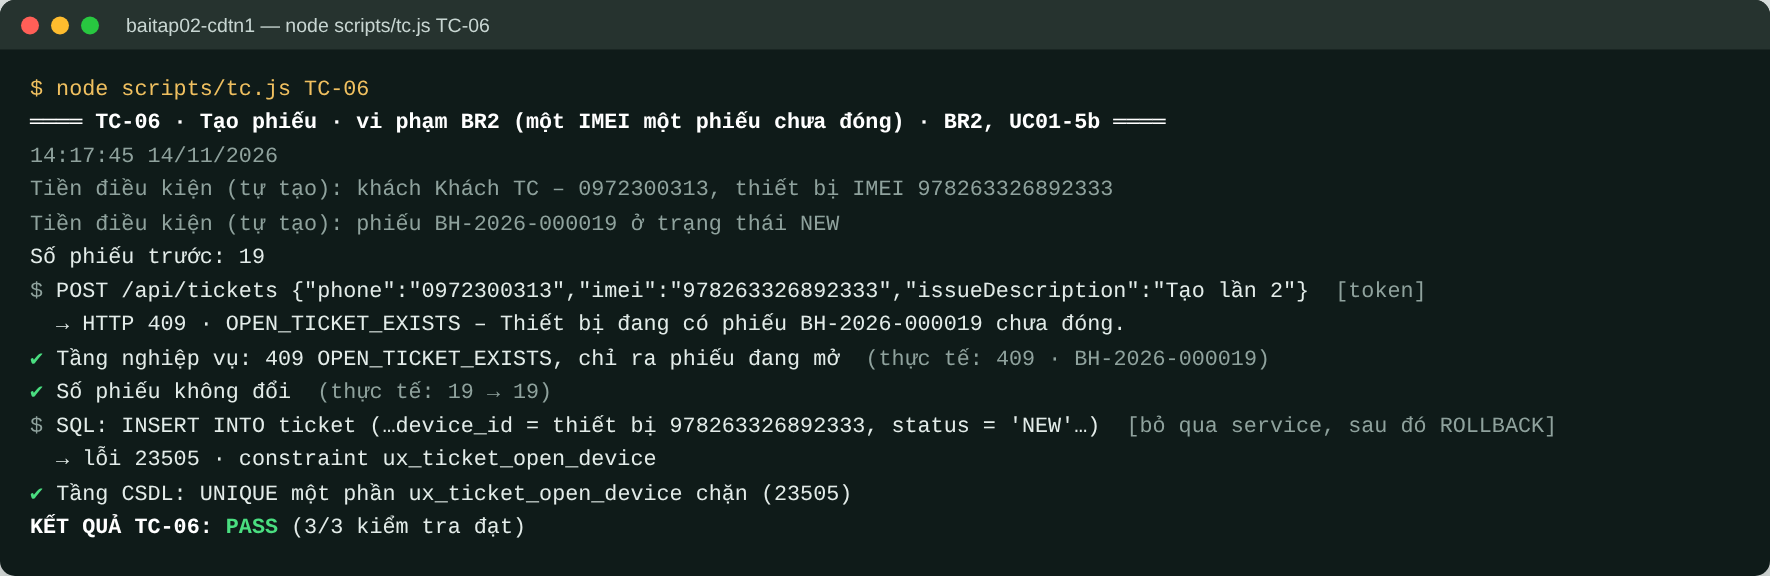 baitap02-cdtn1 — node scripts/tc.js TC-06
$ node scripts/tc.js TC-06
════ TC-06 · Tạo phiếu · vi phạm BR2 (một IMEI một phiếu chưa đóng) · BR2, UC01-5b ════
14:17:45 14/11/2026
Tiền điều kiện (tự tạo): khách Khách TC – 0972300313, thiết bị IMEI 978263326892333
Tiền điều kiện (tự tạo): phiếu BH-2026-000019 ở trạng thái NEW
Số phiếu trước: 19
$ POST /api/tickets {"phone":"0972300313","imei":"978263326892333","issueDescription":"Tạo lần 2"}  [token]
→ HTTP 409 · OPEN_TICKET_EXISTS – Thiết bị đang có phiếu BH-2026-000019 chưa đóng.
✔ Tầng nghiệp vụ: 409 OPEN_TICKET_EXISTS, chỉ ra phiếu đang mở  (thực tế: 409 · BH-2026-000019)
✔ Số phiếu không đổi  (thực tế: 19 → 19)
$ SQL: INSERT INTO ticket (…device_id = thiết bị 978263326892333, status = 'NEW'…)  [bỏ qua service, sau đó ROLLBACK]
→ lỗi 23505 · constraint ux_ticket_open_device
✔ Tầng CSDL: UNIQUE một phần ux_ticket_open_device chặn (23505)
KẾT QUẢ TC-06: PASS (3/3 kiểm tra đạt)